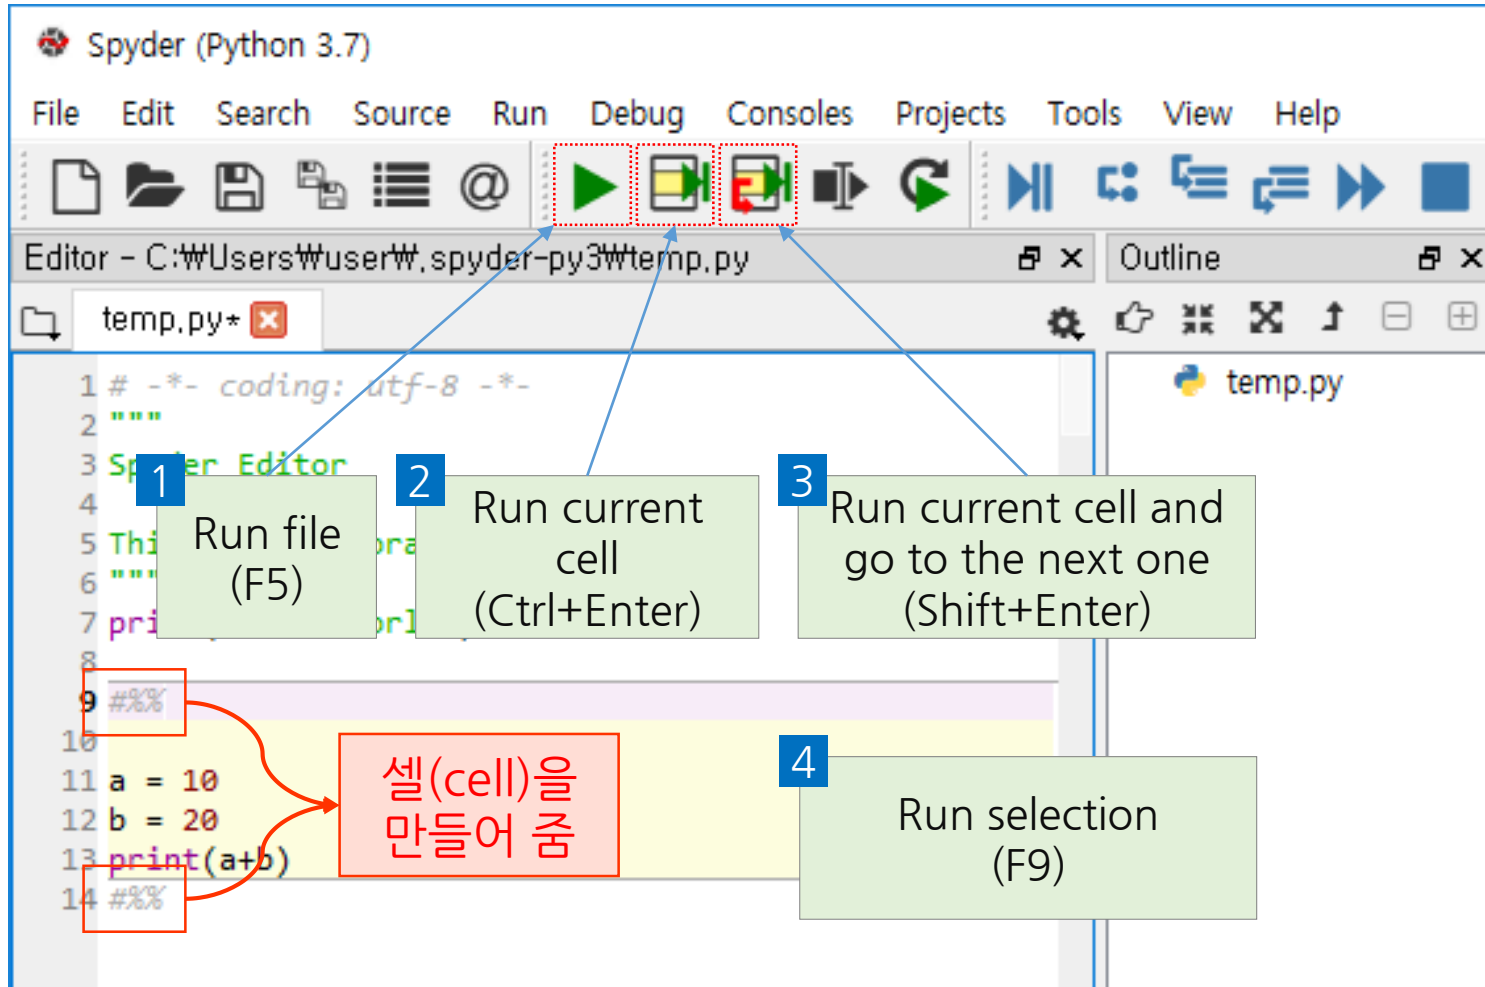 Spyder (Python 3.7)
File Edit Search Source Run Debug Consoles Projects Tools View Help
@
Editor - C:₩Users₩user₩.spyder-py3₩temp.py
Outline
temp.py*
temp.py
1 # -*- coding: utf-8 -*-
2 """
3 Spyder Editor
4
5 Thi
6 """
7 pri
8
9 #%%
10
11 a = 10
12 b = 20
13 print(a+b)
14 #%%
1
Run file
(F5)
2
Run current
cell
(Ctrl+Enter)
3
Run current cell and
go to the next one
(Shift+Enter)
셀(cell)을
만들어 줌
4
Run selection
(F9)